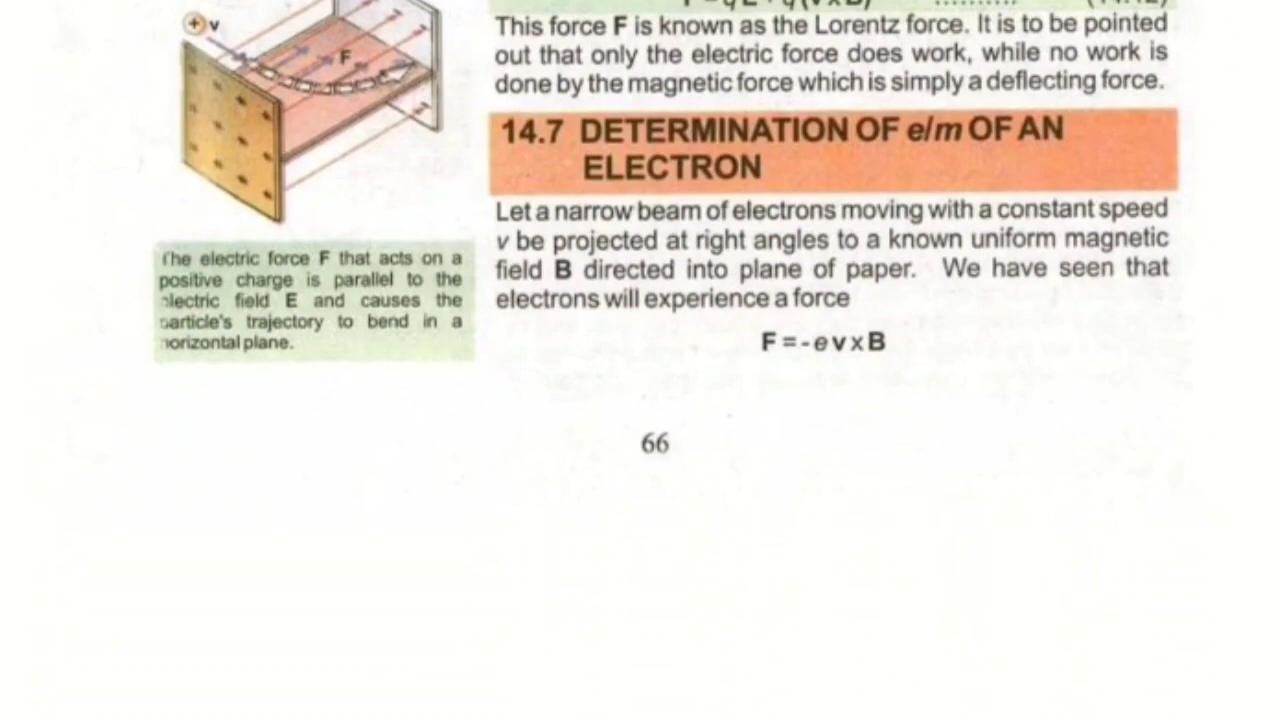 v
F
This force F is known as the Lorentz force. It is to be pointed
out that only the electric force does work, while no work is
done by the magnetic force which is simply a deflecting force.
14.7 DETERMINATION OF e/m OF AN
ELECTRON
Let a narrow beam of electrons moving with a constant speed
v be projected at right angles to a known uniform magnetic
field B directed into plane of paper. We have seen that
electrons will experience a force
F = - e v x B
The electric force F that acts on a
positive charge is parallel to the
electric field E and causes the
particle's trajectory to bend in a
horizontal plane.
66